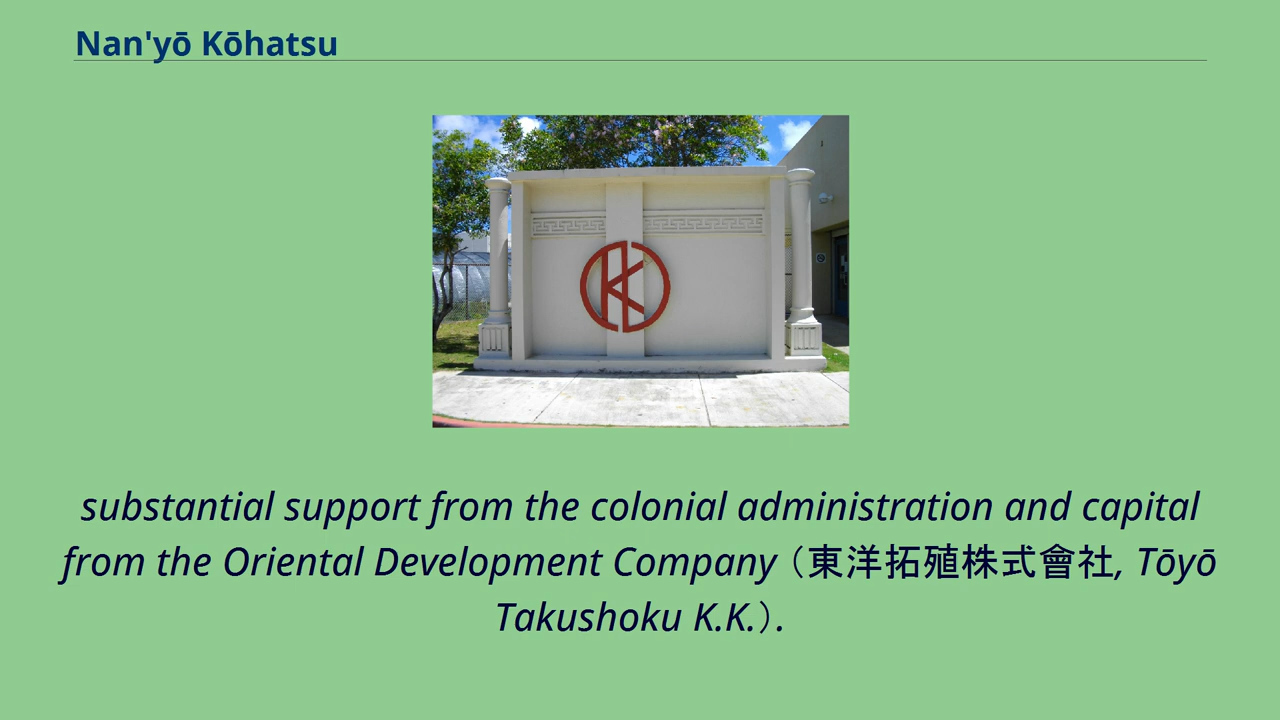 Nan'yō Kōhatsu
substantial support from the colonial administration and capital
from the Oriental Development Company（東洋拓殖株式會社, Tōyō
Takushoku K.K.）.